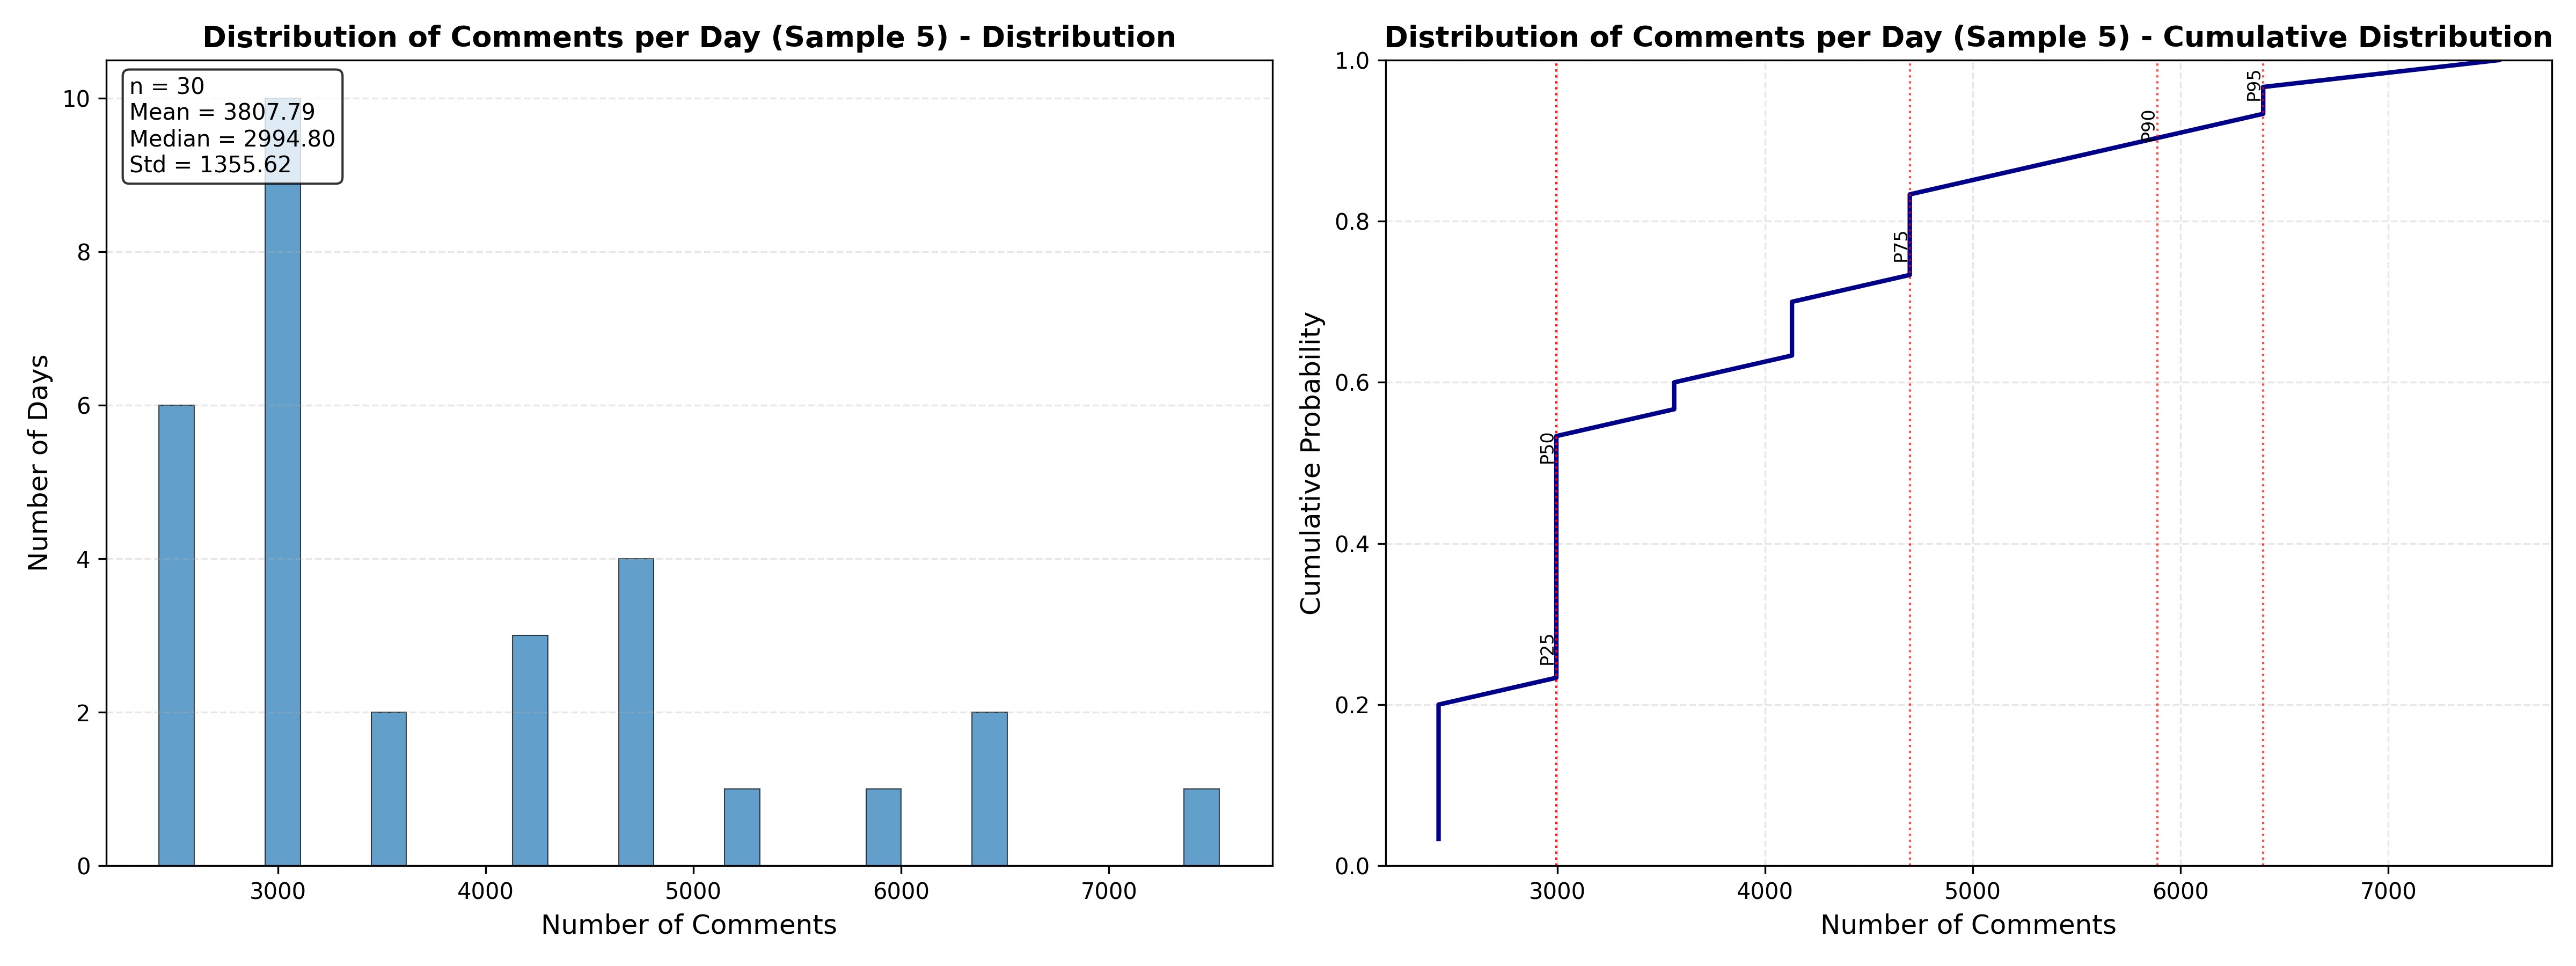 Distribution of Comments per Day (Sample 5) - Distribution
n = 30
Mean = 3807.79
Median = 2994.80
Std = 1355.62
10
8
6
4
2
0
Number of Days
3000 4000 5000 6000 7000
Number of Comments
Distribution of Comments per Day (Sample 5) - Cumulative Distribution
1.0
0.8
0.6
0.4
0.2
0.0
Cumulative Probability
P25
P50
P75
P90
P95
3000 4000 5000 6000 7000
Number of Comments